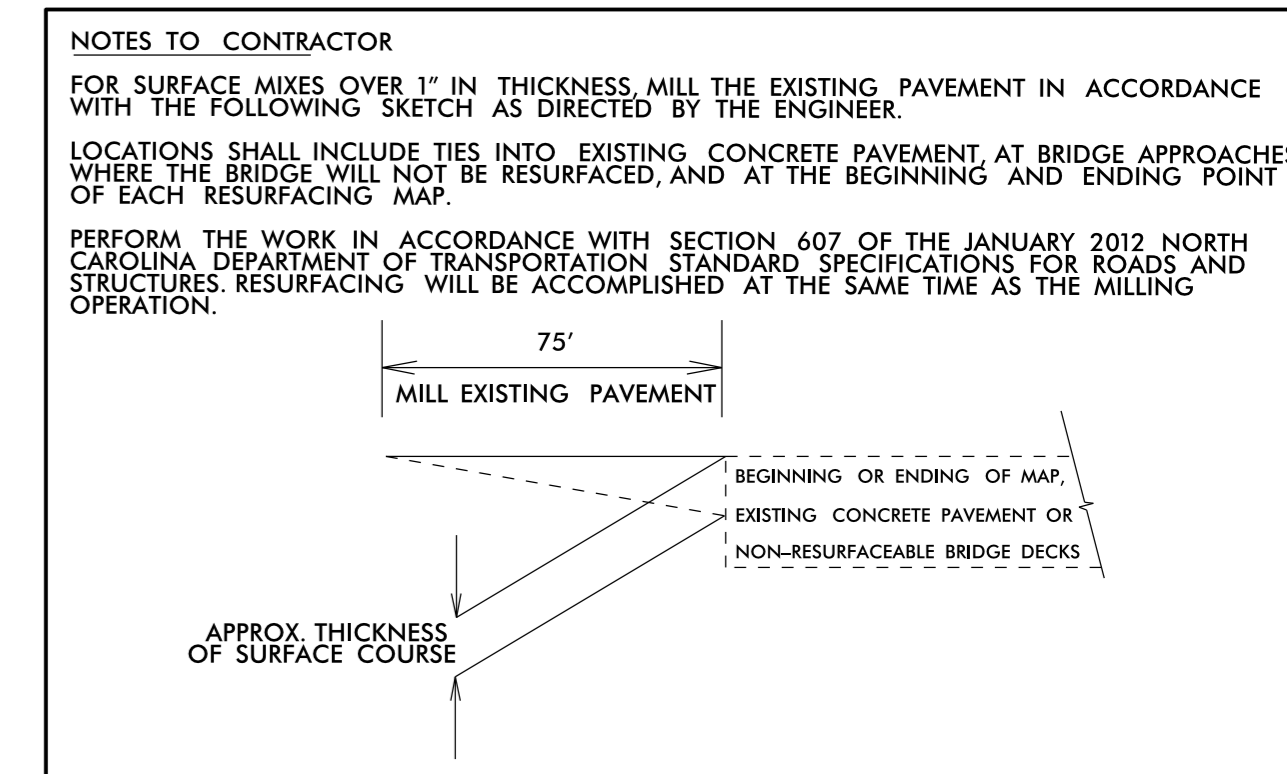 NOTES TO CONTRACTOR
FOR SURFACE MIXES OVER 1" IN THICKNESS, MILL THE EXISTING PAVEMENT IN ACCORDANCE
WITH THE FOLLOWING SKETCH AS DIRECTED BY THE ENGINEER.
LOCATIONS SHALL INCLUDE TIES INTO EXISTING CONCRETE PAVEMENT, AT BRIDGE APPROACHES
WHERE THE BRIDGE WILL NOT BE RESURFACED, AND AT THE BEGINNING AND ENDING POINT
OF EACH RESURFACING MAP.
PERFORM THE WORK IN ACCORDANCE WITH SECTION 607 OF THE JANUARY 2012 NORTH
CAROLINA DEPARTMENT OF TRANSPORTATION STANDARD SPECIFICATIONS FOR ROADS AND
STRUCTURES. RESURFACING WILL BE ACCOMPLISHED AT THE SAME TIME AS THE MILLING
OPERATION.
75'
MILL EXISTING PAVEMENT
BEGINNING OR ENDING OF MAP,
EXISTING CONCRETE PAVEMENT OR
NON-RESURFACEABLE BRIDGE DECKS
APPROX. THICKNESS
OF SURFACE COURSE